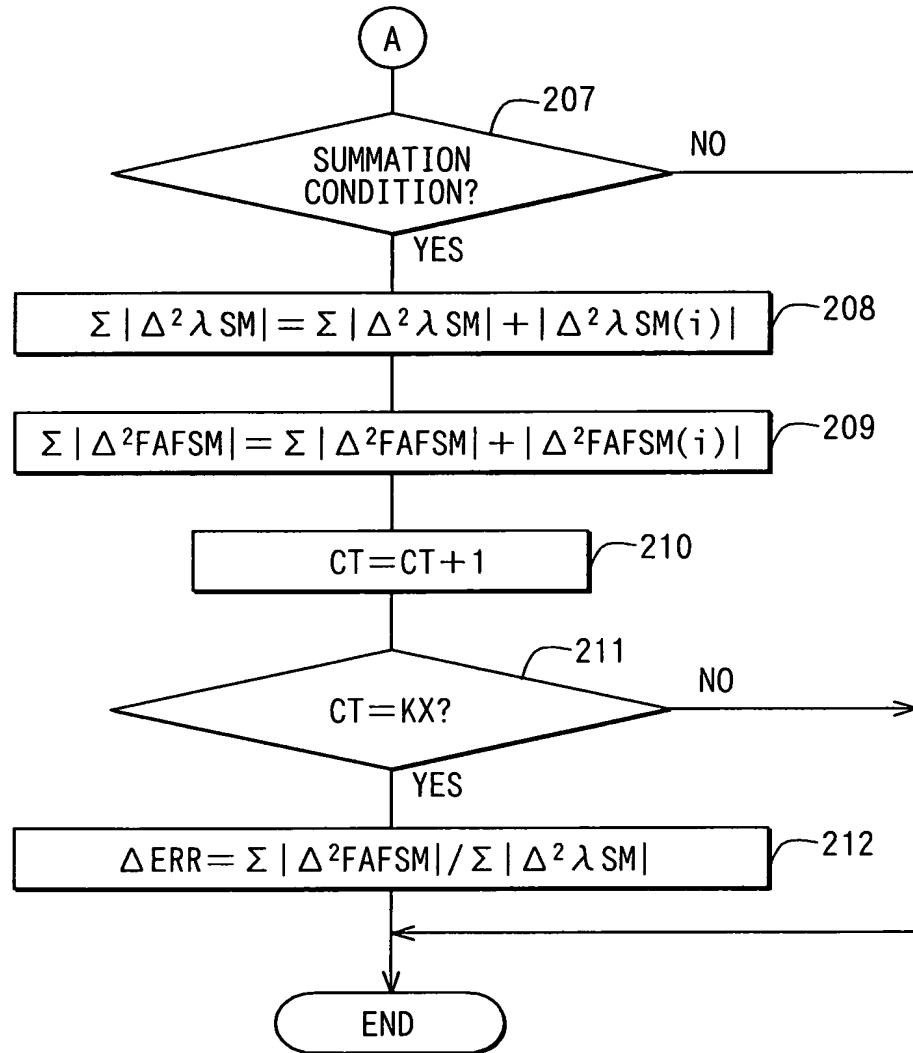 A
207
SUMMATION
CONDITION?
NO
YES
Σ|Δ²λSM|=Σ|Δ²λSM|+|Δ²λSM(i)|
208
Σ|Δ²FAFSM|=Σ|Δ²FAFSM|+|Δ²FAFSM(i)|
209
CT=CT+1
210
211
CT=KX?
NO
YES
ΔERR=Σ|Δ²FAFSM|/Σ|Δ²λSM|
212
END